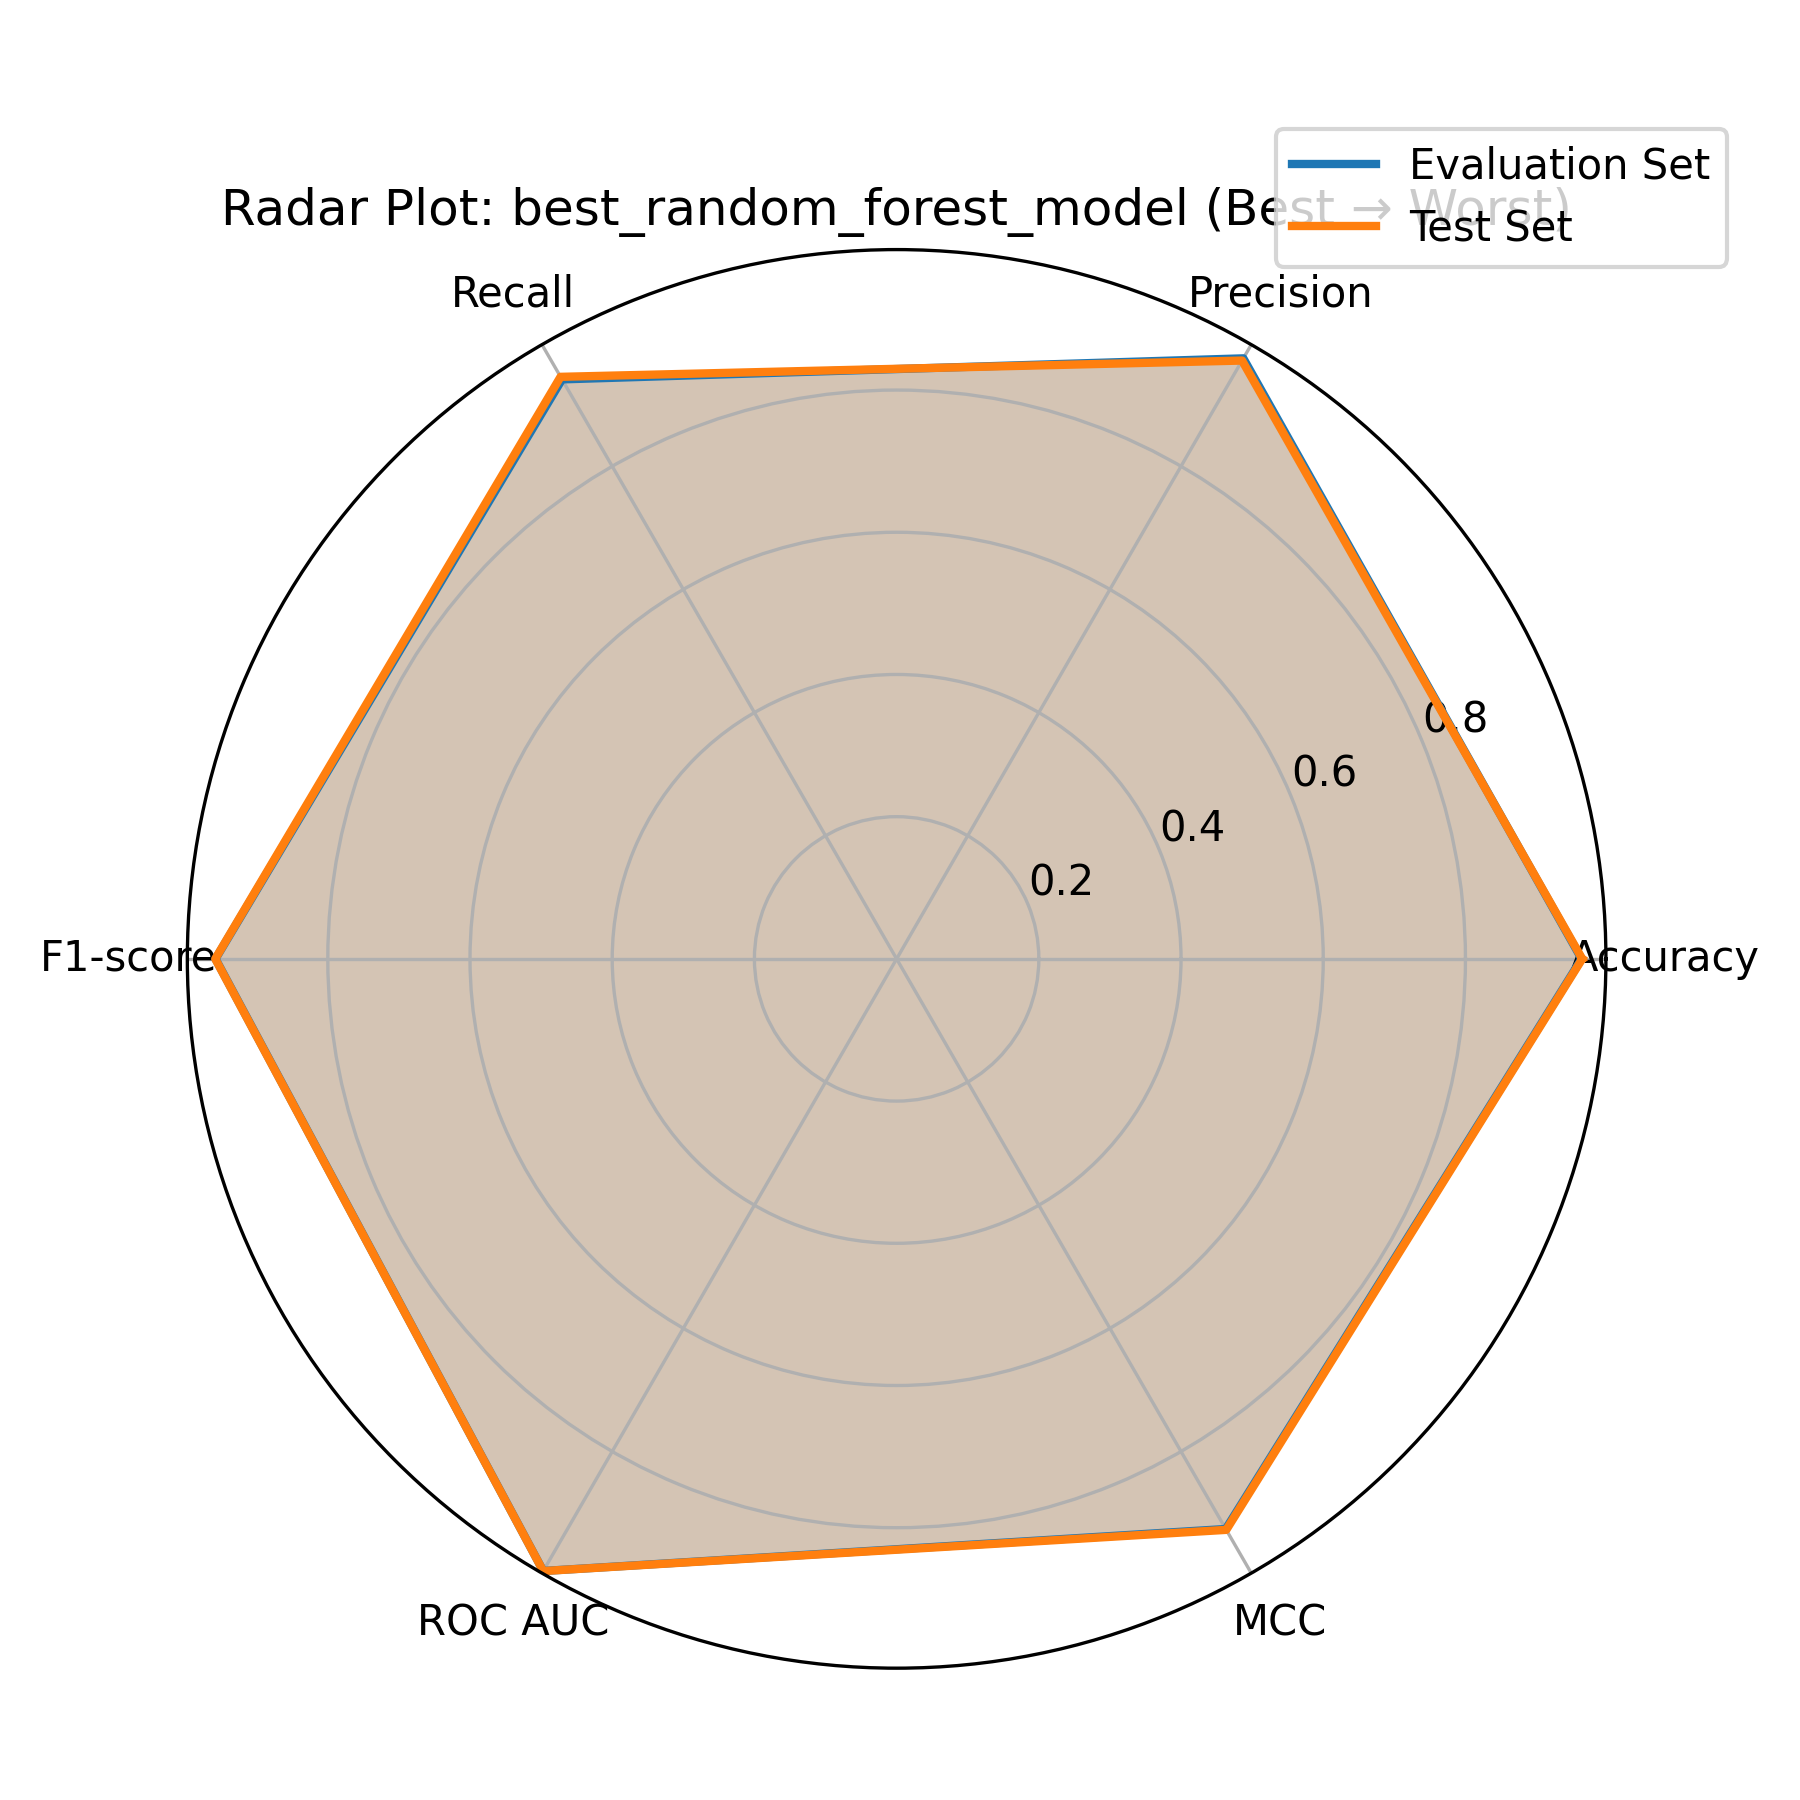 Evaluation Set
Radar Plot: best_random_forest_model (Best → Worst)
Test Set
Recall
Precision
0.8
0.6
0.4
0.2
F1-score
Accuracy
ROC AUC
MCC